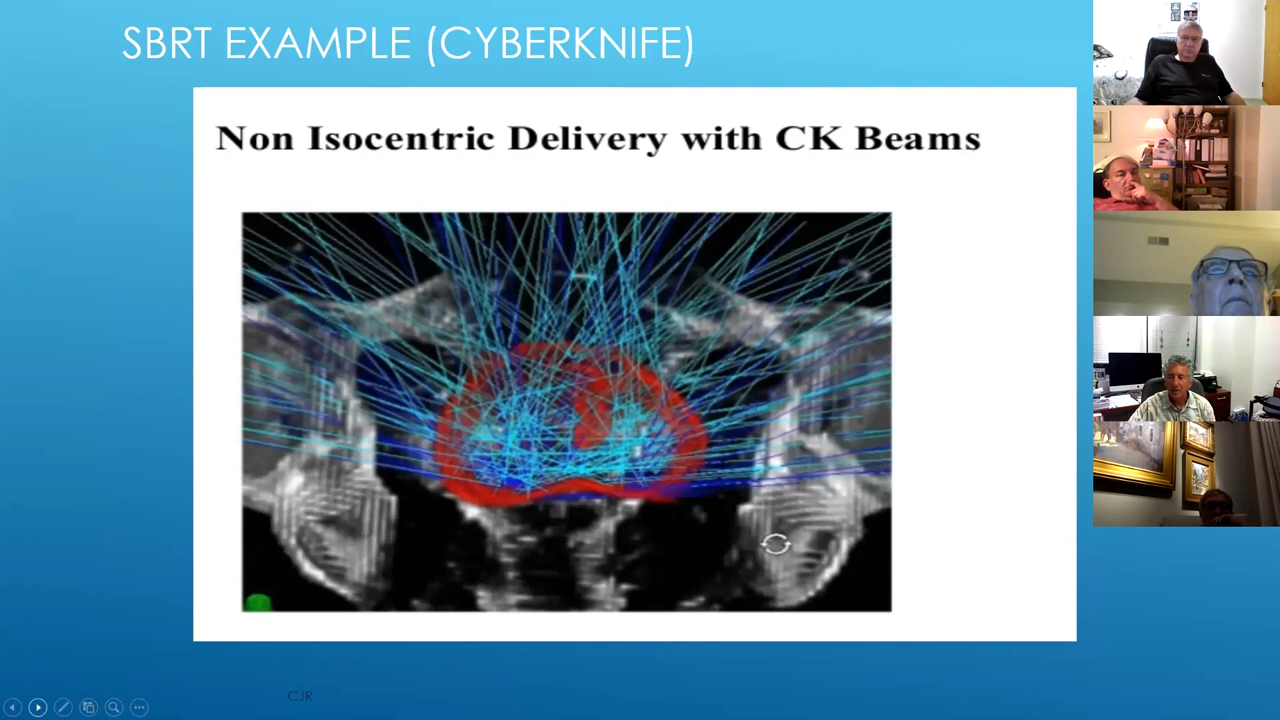 SBRT EXAMPLE (CYBERKNIFE)
Non Isocentric Delivery with CK Beams
CJR